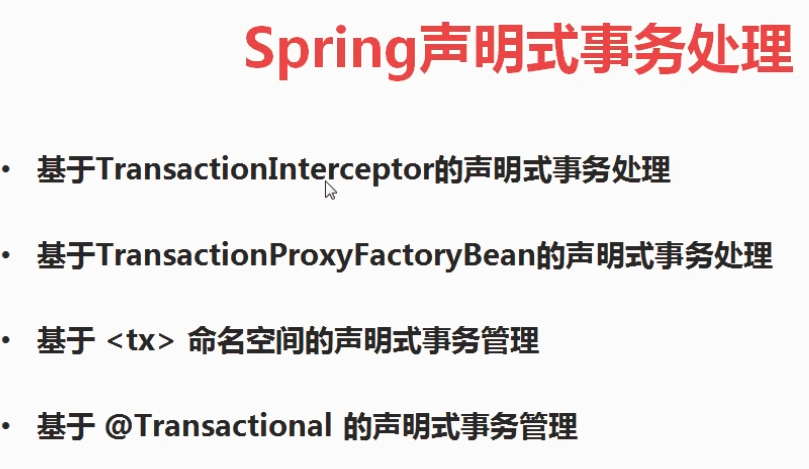 Spring声明式事务处理
• 基于TransactionInterceptor的声明式事务处理
• 基于TransactionProxyFactoryBean的声明式事务处理
• 基于 <tx> 命名空间的声明式事务管理
• 基于 @Transactional 的声明式事务管理